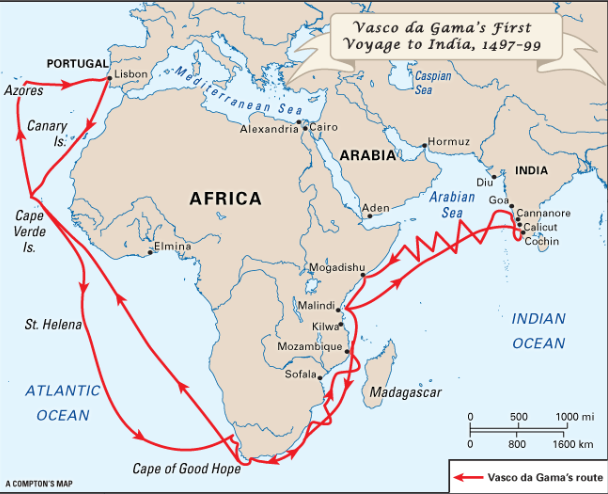 Vasco da Gama's First
Voyage to India, 1497-99
PORTUGAL
Lisbon
Azores
Mediterranean Sea
Caspian
Sea
Canary
Is.
Alexandria
Cairo
ARABIA
Hormuz
INDIA
Diu
AFRICA
Arabian
Sea
Goa
Cape
Verde
Is.
Aden
Cannanore
Calicut
Cochin
Elmina
Mogadishu
Malindi
St. Helena
Kilwa
INDIAN
OCEAN
Mozambique
Sofala
Madagascar
ATLANTIC
OCEAN
0 500 1000 mi
0 800 1600 km
Cape of Good Hope
A COMPTON'S MAP
Vasco da Gama's route